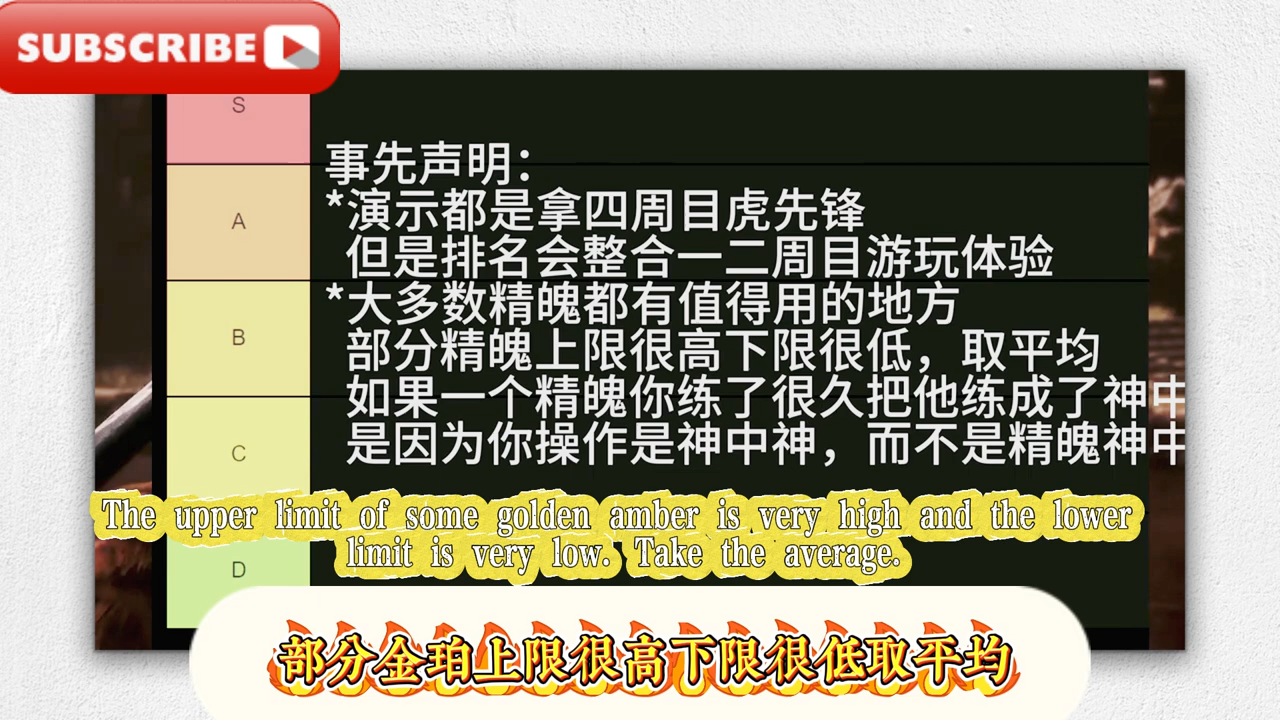 SUBSCRIBE
S
A
B
C
D
事先声明：
*演示都是拿四周目虎先锋
但是排名会整合一二周目游玩体验
*大多数精魄都有值得用的地方
部分精魄上限很高下限很低，取平均
如果一个精魄你练了很久把他练成了神中
是因为你操作是神中神，而不是精魄神中
The upper limit of some golden amber is very high and the lower
limit is very low. Take the average.
部分金珀上限很高下限很低取平均